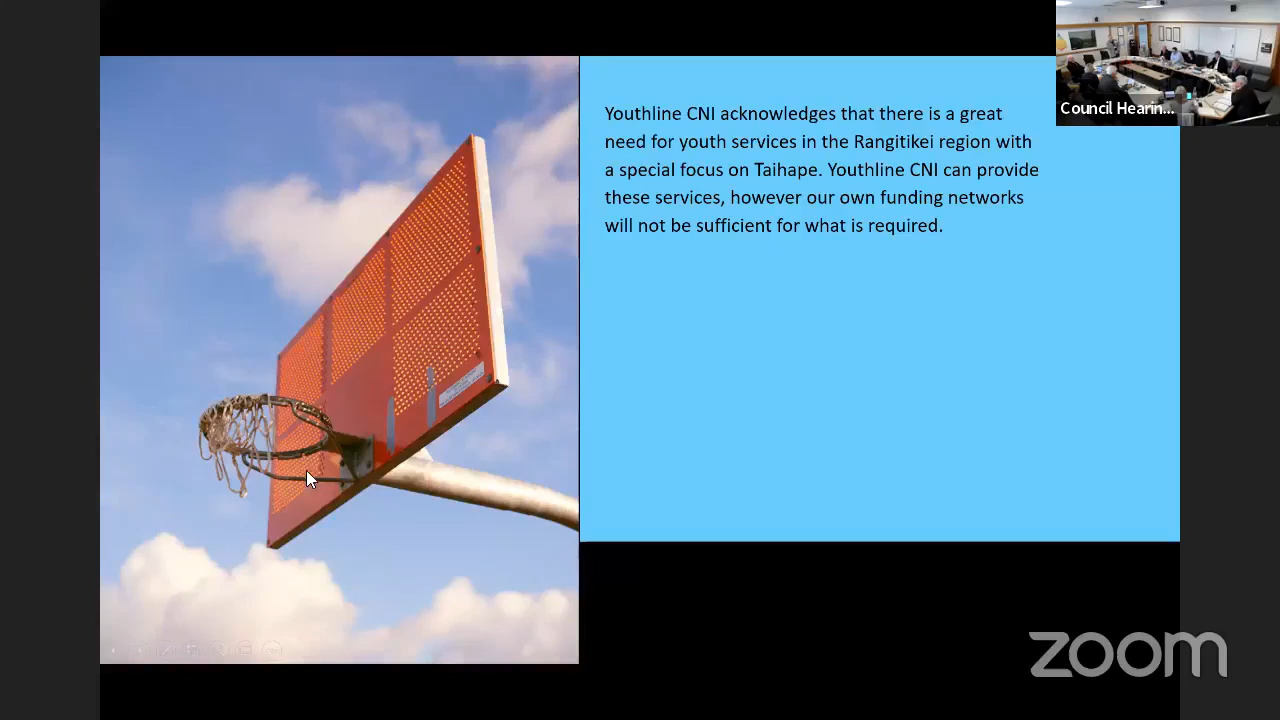 Youthline CNI acknowledges that there is a great
need for youth services in the Rangitikei region with
a special focus on Taihape. Youthline CNI can provide
these services, however our own funding networks
will not be sufficient for what is required.
Council Hearin...
zoom